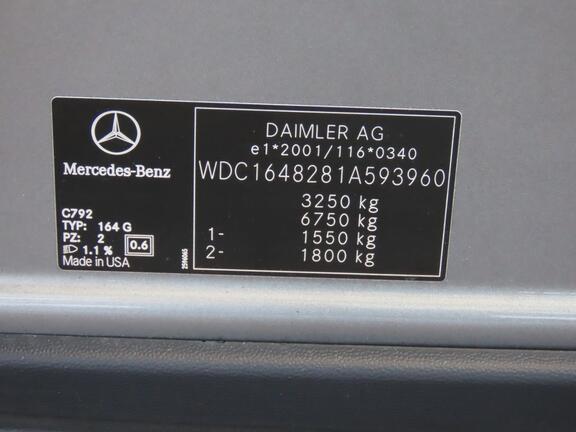 Mercedes-Benz
C792
TYP: 164 G
PZ: 2
1.1% 0.6
Made in USA
2516065
DAIMLER AG
e1*2001/116*0340
WDC1648281A593960
3250 kg
6750 kg
1- 1550 kg
2- 1800 kg